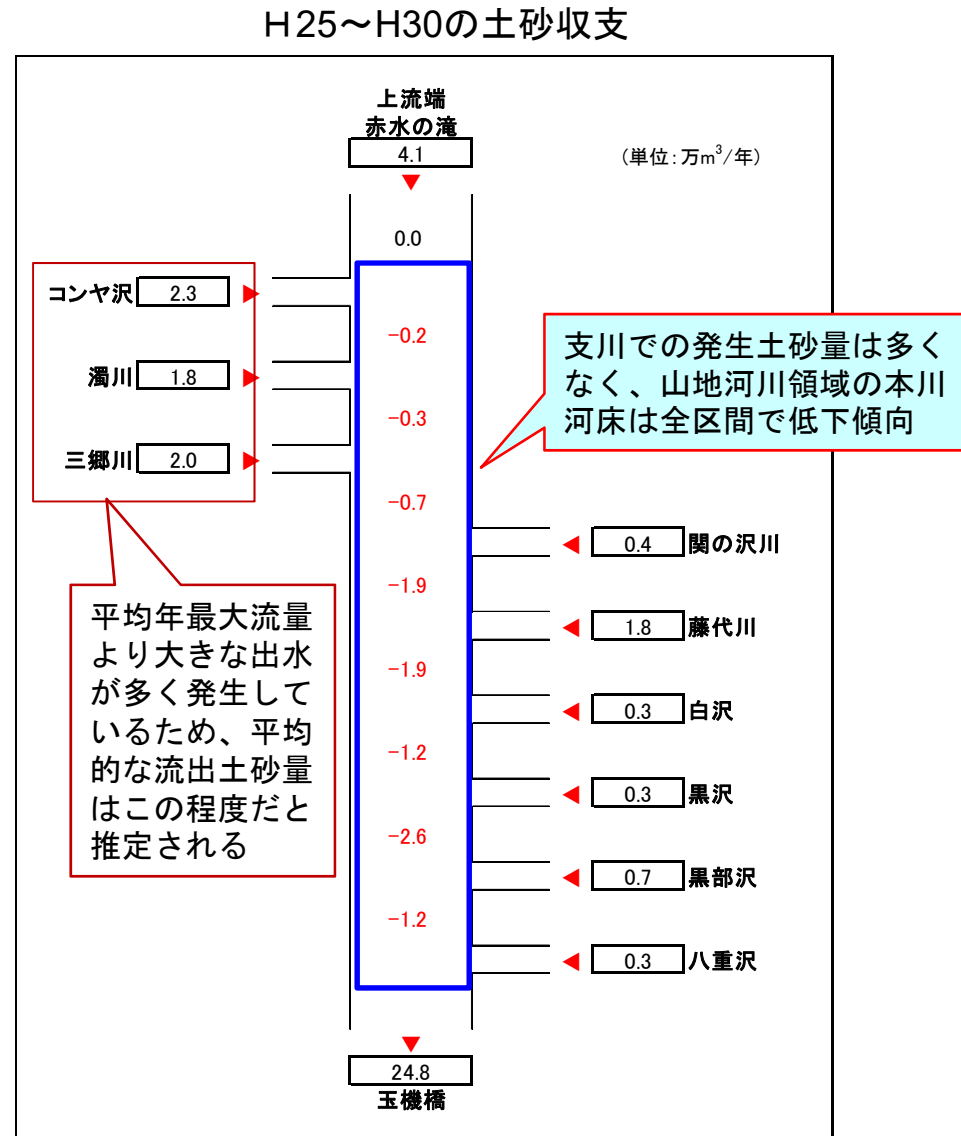 H25～H30の土砂収支
上流端
赤水の滝
4.1
（単位：万m³/年）
0.0
コンヤ沢 2.3
-0.2
濁川 1.8
-0.3
三郷川 2.0
-0.7
支川での発生土砂量は多く
なく、山地河川領域の本川
河床は全区間で低下傾向
0.4 関の沢川
-1.9
1.8 藤代川
-1.9
0.3 白沢
-1.2
0.3 黒沢
-2.6
0.7 黒部沢
-1.2
0.3 八重沢
平均年最大流量
より大きな出水
が多く発生して
いるため、平均
的な流出土砂量
はこの程度だと
推定される
24.8
玉機橋